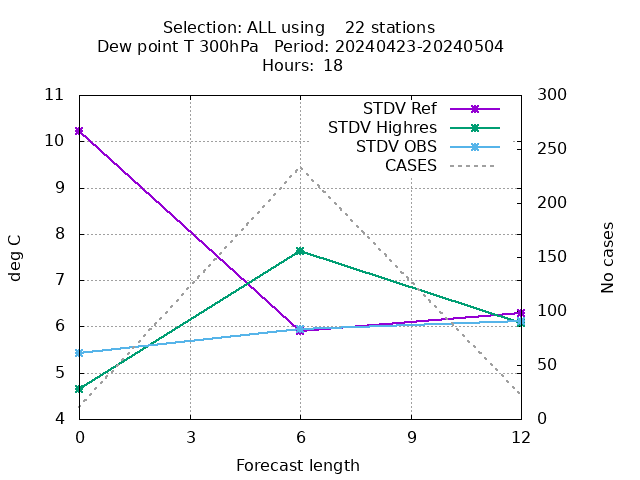 Selection: ALL using    22 stations
Dew point T 300hPa   Period: 20240423-20240504
Hours: 18
STDV Ref
STDV Highres
STDV OBS
CASES
11
10
9
8
7
6
5
4
300
250
200
150
100
50
0
deg C
No cases
0
3
6
9
12
Forecast length